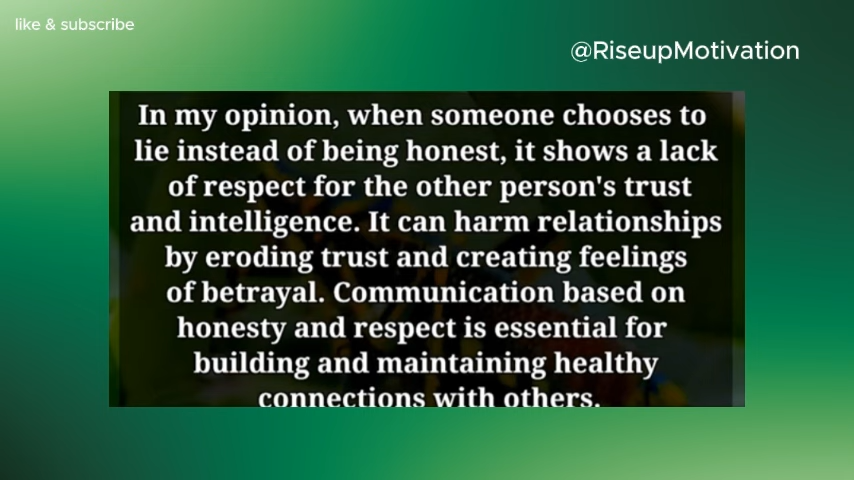 like & subscribe
@RiseupMotivation
In my opinion, when someone chooses to
lie instead of being honest, it shows a lack
of respect for the other person's trust
and intelligence. It can harm relationships
by eroding trust and creating feelings
of betrayal. Communication based on
honesty and respect is essential for
building and maintaining healthy
connections with others.